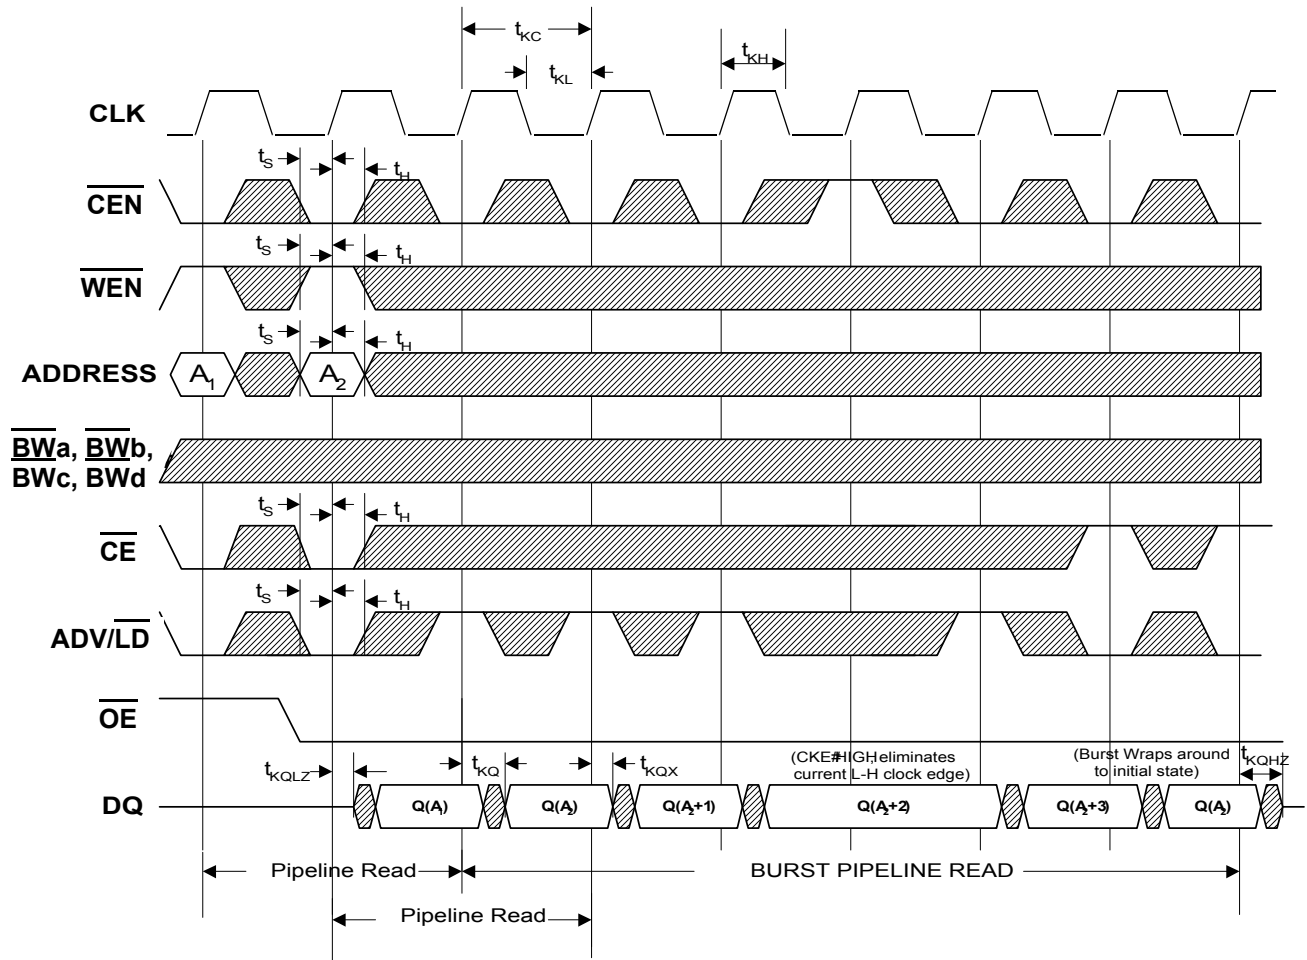 tKC
tKL
tKH
CLK
tS
tH
CEN
tS
tH
WEN
tS
tH
ADDRESS
A1
A2
BWa, BWb,
BWc, BWd
tS
tH
CE
tS
tH
ADV/LD
OE
tKQLZ
tKQ
tKQX
(CKE#HIGH, eliminates
current L-H clock edge)
(Burst Wraps around
to initial state)
tKQHZ
DQ
Q(A1)
Q(A2)
Q(A2+1)
Q(A2+2)
Q(A2+3)
Q(A2)
Pipeline Read
BURST PIPELINE READ
Pipeline Read